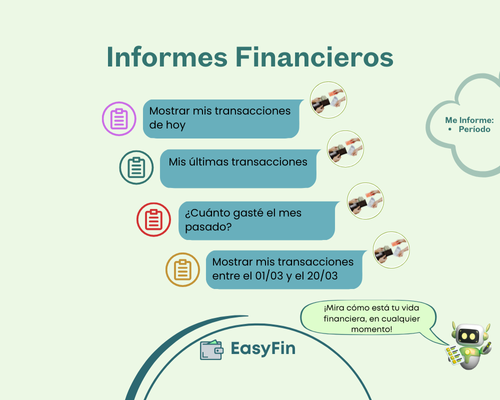 Informes Financieros
Mostrar mis transacciones
de hoy
Me Informe:
• Período
Mis últimas transacciones
¿Cuánto gasté el mes
pasado?
Mostrar mis transacciones
entre el 01/03 y el 20/03
¡Mira cómo está tu vida
financiera, en cualquier
momento!
EasyFin